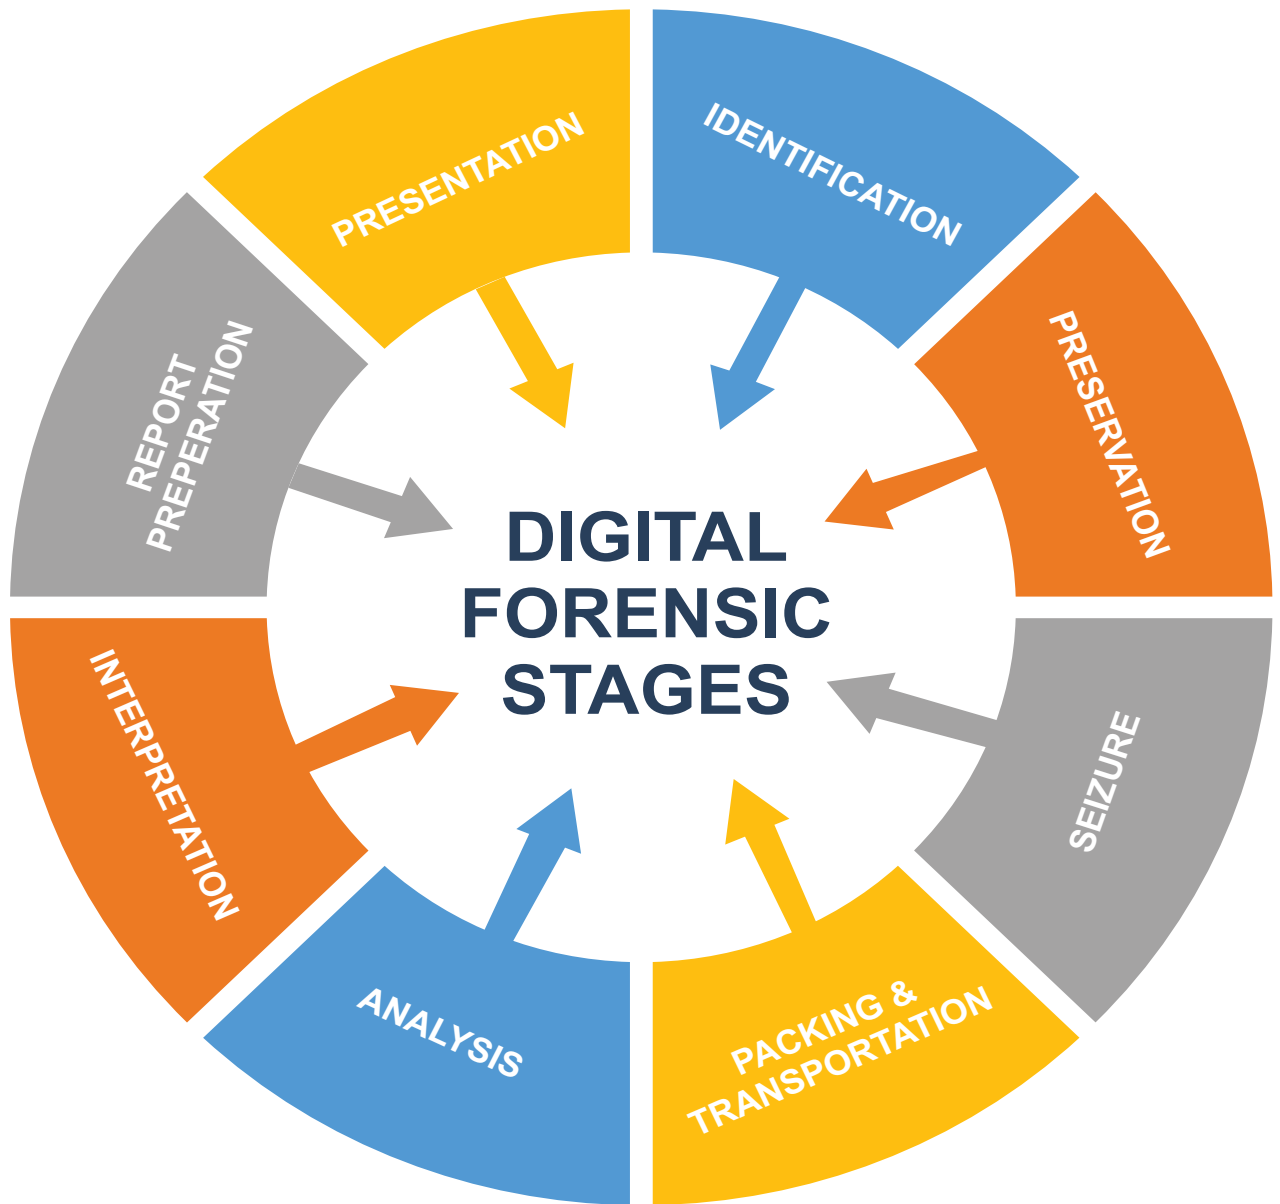 IDENTIFICATION
PRESERVATION
SEIZURE
PACKING &
TRANSPORTATION
ANALYSIS
INTERPRETATION
REPORT
PREPERATION
PRESENTATION
DIGITAL
FORENSIC
STAGES